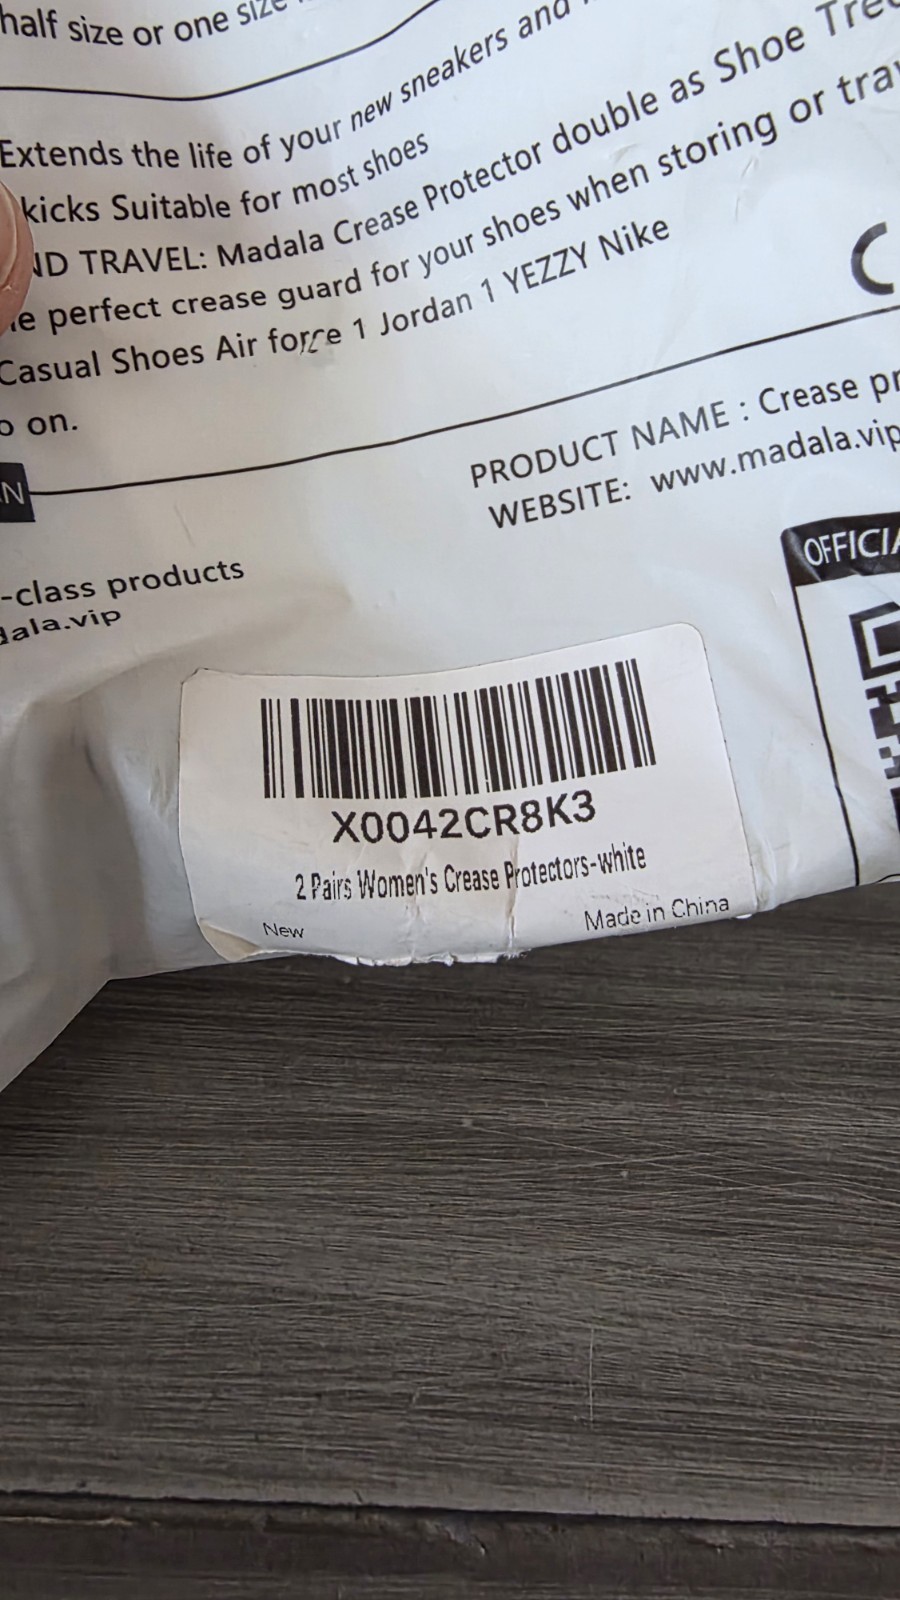 half size or one size
Extends the life of your new sneakers and
kicks Suitable for most shoes
ND TRAVEL: Madala Crease Protector double as Shoe Tree
perfect crease guard for your shoes when storing or
Casual Shoes Air force 1 Jordan 1 YEZZY Nike
on.
PRODUCT NAME : Crease
WEBSITE: www.madala.vip
-class products
dala.vip
OFFICIA
X0042CR8K3
2 Pairs Women's Crease Protectors-white
New
Made in China